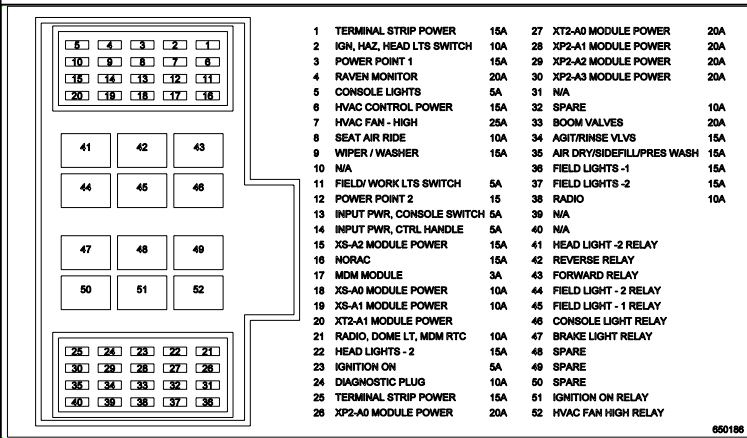 5 4 3 2 1
10 9 8 7 6
15 14 13 12 11
20 19 18 17 16
41 42 43
44 45 46
47 48 49
50 51 52
25 24 23 22 21
30 29 28 27 26
35 34 33 32 31
40 39 38 37 36
1 TERMINAL STRIP POWER 15A
2 IGN, HAZ, HEAD LTS SWITCH 10A
3 POWER POINT 1 15A
4 RAVEN MONITOR 20A
5 CONSOLE LIGHTS 5A
6 HVAC CONTROL POWER 15A
7 HVAC FAN - HIGH 25A
8 SEAT AIR RIDE 10A
9 WIPER / WASHER 15A
10 N/A
11 FIELD/ WORK LTS SWITCH 5A
12 POWER POINT 2 15
13 INPUT PWR, CONSOLE SWITCH 5A
14 INPUT PWR, CTRL HANDLE 5A
15 XS-A2 MODULE POWER 15A
16 NORAC 15A
17 MDM MODULE 3A
18 XS-A0 MODULE POWER 10A
19 XS-A1 MODULE POWER 10A
20 XT2-A1 MODULE POWER
21 RADIO, DOME LT, MDM RTC 10A
22 HEAD LIGHTS - 2 15A
23 IGNITION ON 5A
24 DIAGNOSTIC PLUG 10A
25 TERMINAL STRIP POWER 15A
26 XP2-A0 MODULE POWER 20A
27 XT2-A0 MODULE POWER 20A
28 XP2-A1 MODULE POWER 20A
29 XP2-A2 MODULE POWER 20A
30 XP2-A3 MODULE POWER 20A
31 N/A
32 SPARE 10A
33 BOOM VALVES 20A
34 AGIT/RINSE VLVS 15A
35 AIR DRY/SIDEFILL/PRES WASH 15A
36 FIELD LIGHTS -1 15A
37 FIELD LIGHTS -2 15A
38 RADIO 10A
39 N/A
40 N/A
41 HEAD LIGHT -2 RELAY
42 REVERSE RELAY
43 FORWARD RELAY
44 FIELD LIGHT - 2 RELAY
45 FIELD LIGHT - 1 RELAY
46 CONSOLE LIGHT RELAY
47 BRAKE LIGHT RELAY
48 SPARE
49 SPARE
50 SPARE
51 IGNITION ON RELAY
52 HVAC FAN HIGH RELAY
650186